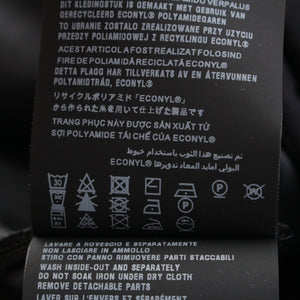 DIT KLEDINGSTUK IS GEMAAKT MET GEBRUIK VAN
GERECYCLEERD ECONYL® POLYAMIDEGAREN
TO UBRANIE ZOSTAŁO ZREALIZOWANE PRZY UŻYCIU
PRZĘDZY POLIAMIDOWEJ Z RECYKLINGU ECONYL®
ACEST ARTICOL A FOST REALIZAT FOLOSIND
FIRE DE POLIAMIDĂ RECICLATĂ ECONYL®
DETTA PLAGG HAR TILLVERKATS AV EN ÅTERVUNNEN
POLYAMIDTRÅD, ECONYL®
リサイクルポリアミド「ECONYL®」
から作られた糸を用いて仕上げた製品です
TRANG PHỤC NÀY ĐƯỢC SẢN XUẤT TỪ
SỢI POLYAMIDE TÁI CHẾ CỦA ECONYL®
تم تصنيع هذا الثوب باستخدام خيوط
البولي أميد المعاد تدويرها ECONYL®
30
LAVARE A ROVESCIO E SEPARATAMENTE
NON LASCIARE IN AMMOLLO
STIRO CON PANNO RIMUOVERE PARTI STACCABILI
WASH INSIDE-OUT AND SEPARATELY
DO NOT SOAK IRON UNDER DRY CLOTH
REMOVE DETACHABLE PARTS
LAVER SUR L'ENVERS ET SÉPARÉMENT